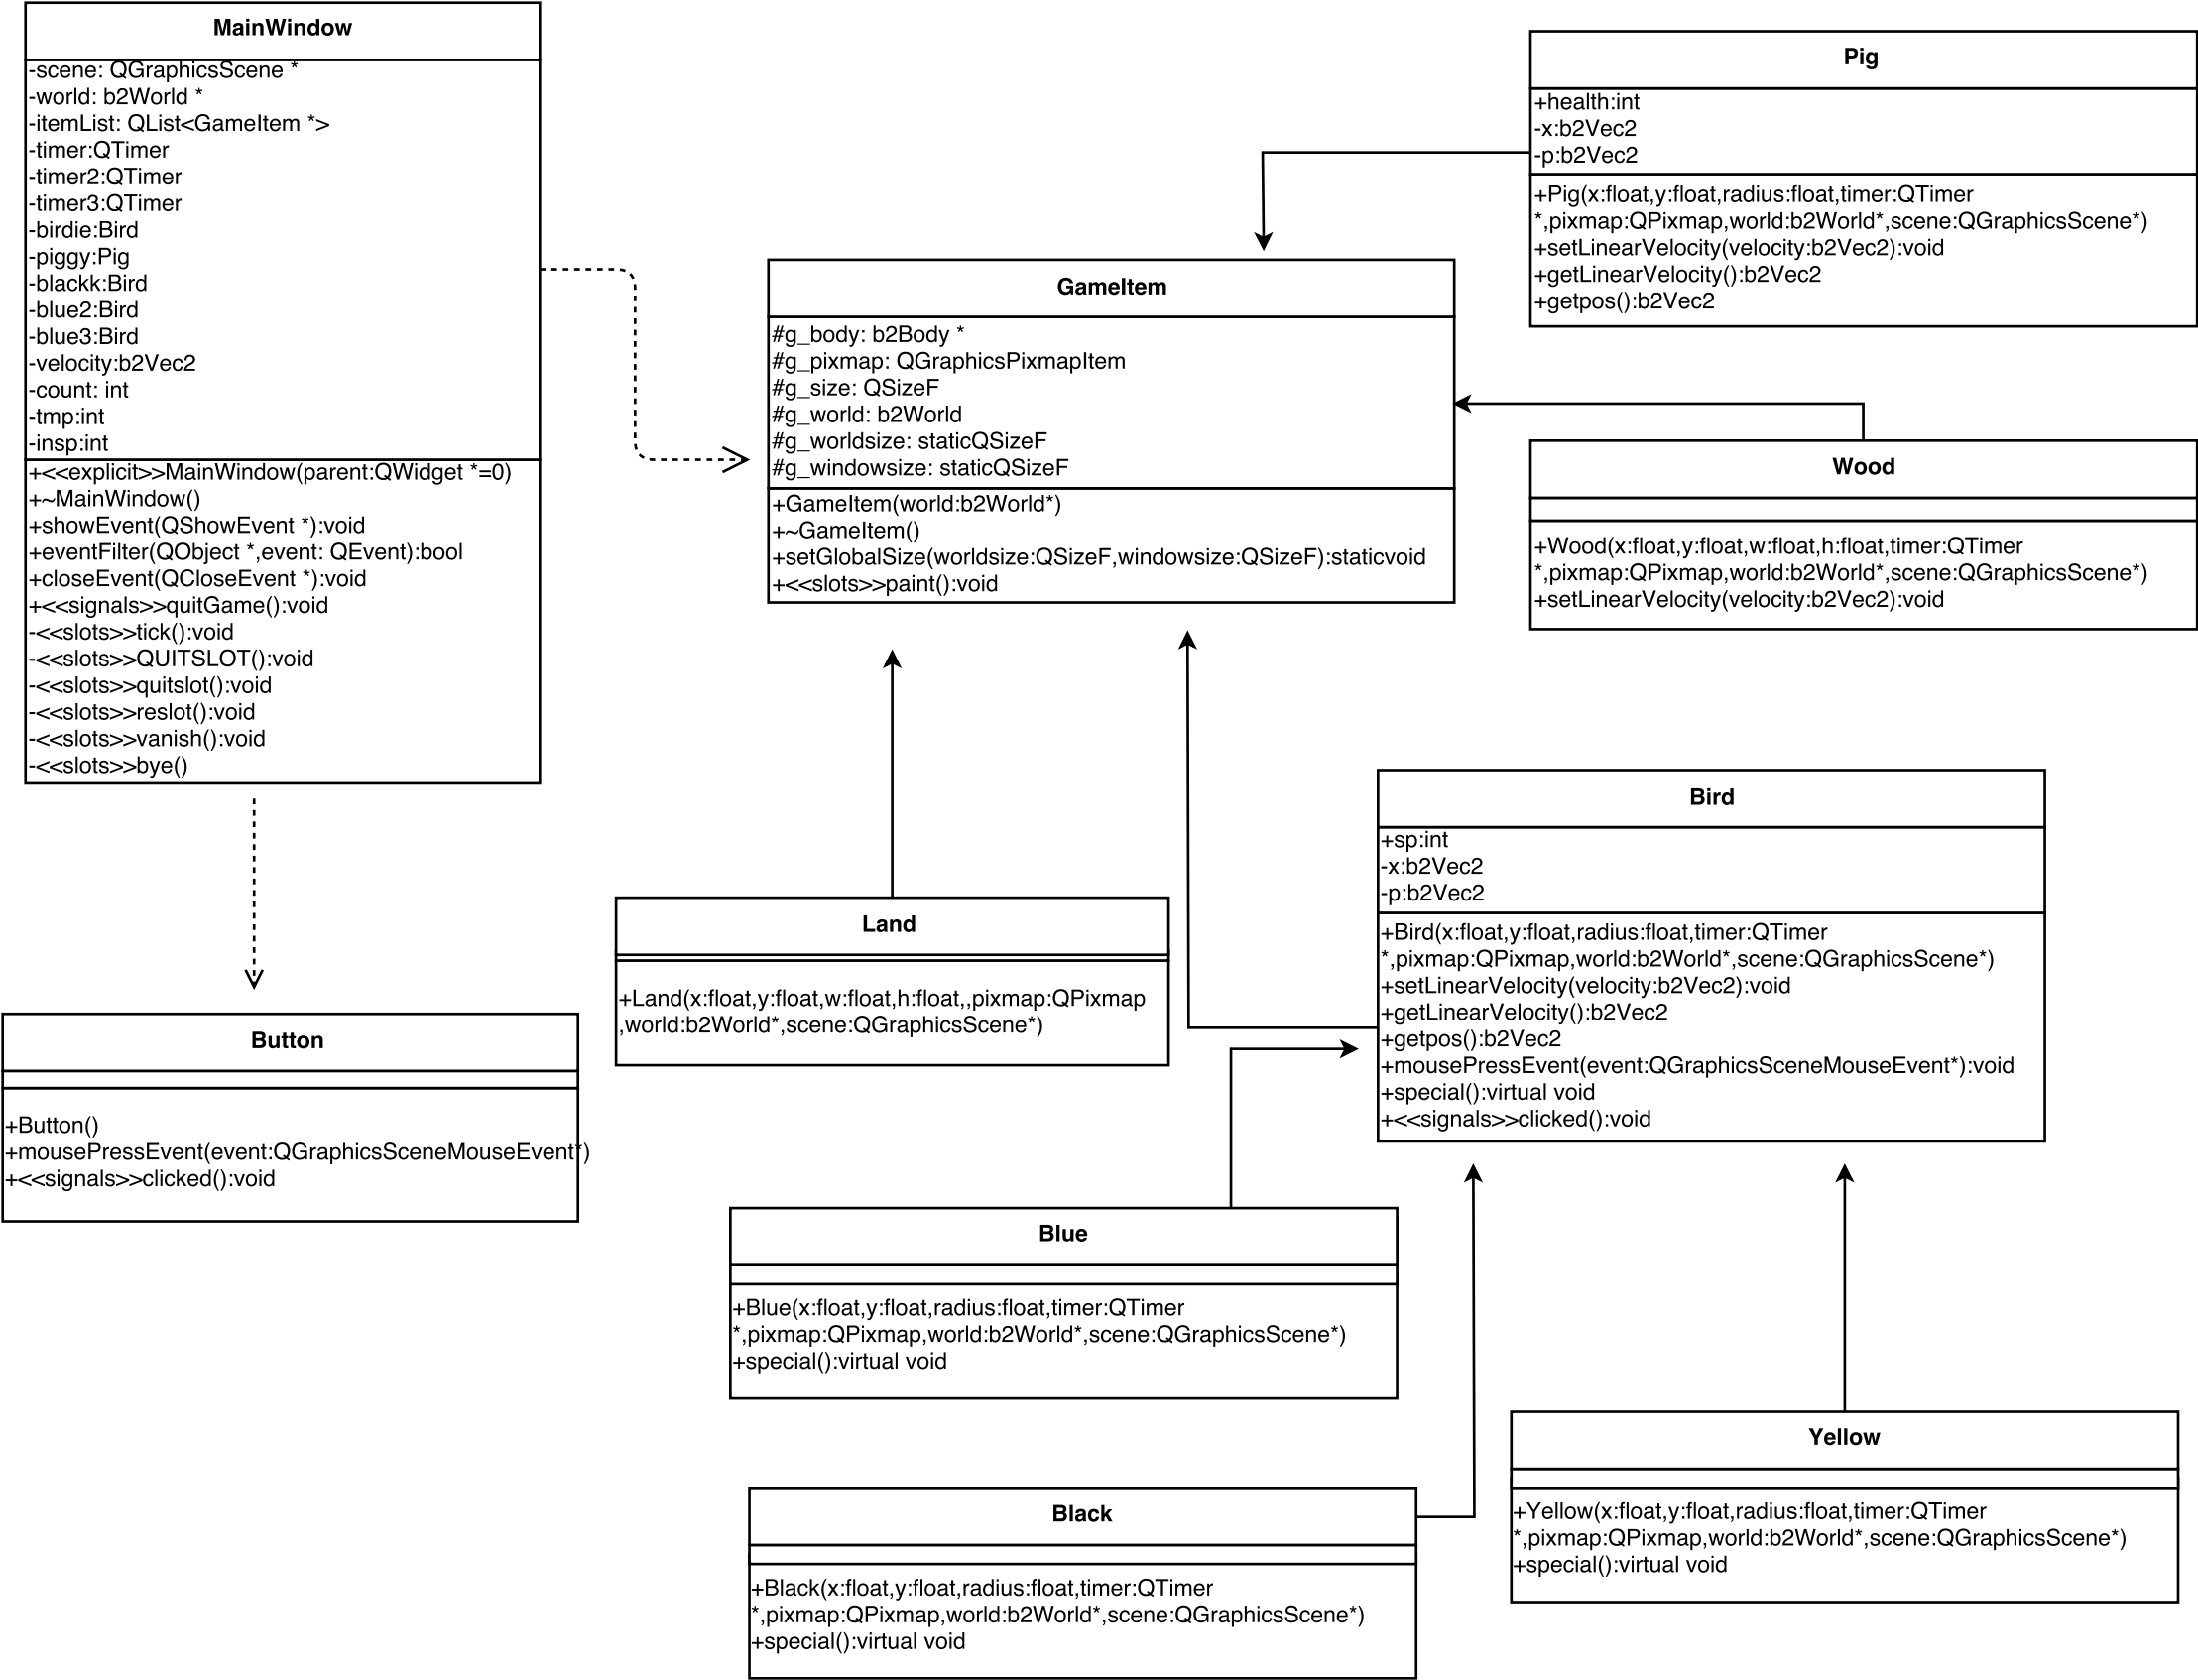 MainWindow
-scene: QGraphicsScene *
-world: b2World *
-itemList: QList<GameItem *>
-timer:QTimer
-timer2:QTimer
-timer3:QTimer
-birdie:Bird
-piggy:Pig
-blackk:Bird
-blue2:Bird
-blue3:Bird
-velocity:b2Vec2
-count: int
-tmp:int
-insp:int
+<<explicit>>MainWindow(parent:QWidget *=0)
+~MainWindow()
+showEvent(QShowEvent *):void
+eventFilter(QObject *,event: QEvent):bool
+closeEvent(QCloseEvent *):void
+<<signals>>quitGame():void
-<<slots>>tick():void
-<<slots>>QUITSLOT():void
-<<slots>>quitslot():void
-<<slots>>reslot():void
-<<slots>>vanish():void
-<<slots>>bye()
Pig
+health:int
-x:b2Vec2
-p:b2Vec2
+Pig(x:float,y:float,radius:float,timer:QTimer
*,pixmap:QPixmap,world:b2World*,scene:QGraphicsScene*)
+setLinearVelocity(velocity:b2Vec2):void
+getLinearVelocity():b2Vec2
+getpos():b2Vec2
GameItem
#g_body: b2Body *
#g_pixmap: QGraphicsPixmapItem
#g_size: QSizeF
#g_world: b2World
#g_worldsize: staticQSizeF
#g_windowsize: staticQSizeF
+GameItem(world:b2World*)
+~GameItem()
+setGlobalSize(worldsize:QSizeF,windowsize:QSizeF):staticvoid
+<<slots>>paint():void
Wood
+Wood(x:float,y:float,w:float,h:float,timer:QTimer
*,pixmap:QPixmap,world:b2World*,scene:QGraphicsScene*)
+setLinearVelocity(velocity:b2Vec2):void
Bird
+sp:int
-x:b2Vec2
-p:b2Vec2
+Bird(x:float,y:float,radius:float,timer:QTimer
*,pixmap:QPixmap,world:b2World*,scene:QGraphicsScene*)
+setLinearVelocity(velocity:b2Vec2):void
+getLinearVelocity():b2Vec2
+getpos():b2Vec2
+mousePressEvent(event:QGraphicsSceneMouseEvent*):void
+special():virtual void
+<<signals>>clicked():void
Land
+Land(x:float,y:float,w:float,h:float,,pixmap:QPixmap
,world:b2World*,scene:QGraphicsScene*)
Button
+Button()
+mousePressEvent(event:QGraphicsSceneMouseEvent*)
+<<signals>>clicked():void
Blue
+Blue(x:float,y:float,radius:float,timer:QTimer
*,pixmap:QPixmap,world:b2World*,scene:QGraphicsScene*)
+special():virtual void
Yellow
+Yellow(x:float,y:float,radius:float,timer:QTimer
*,pixmap:QPixmap,world:b2World*,scene:QGraphicsScene*)
+special():virtual void
Black
+Black(x:float,y:float,radius:float,timer:QTimer
*,pixmap:QPixmap,world:b2World*,scene:QGraphicsScene*)
+special():virtual void